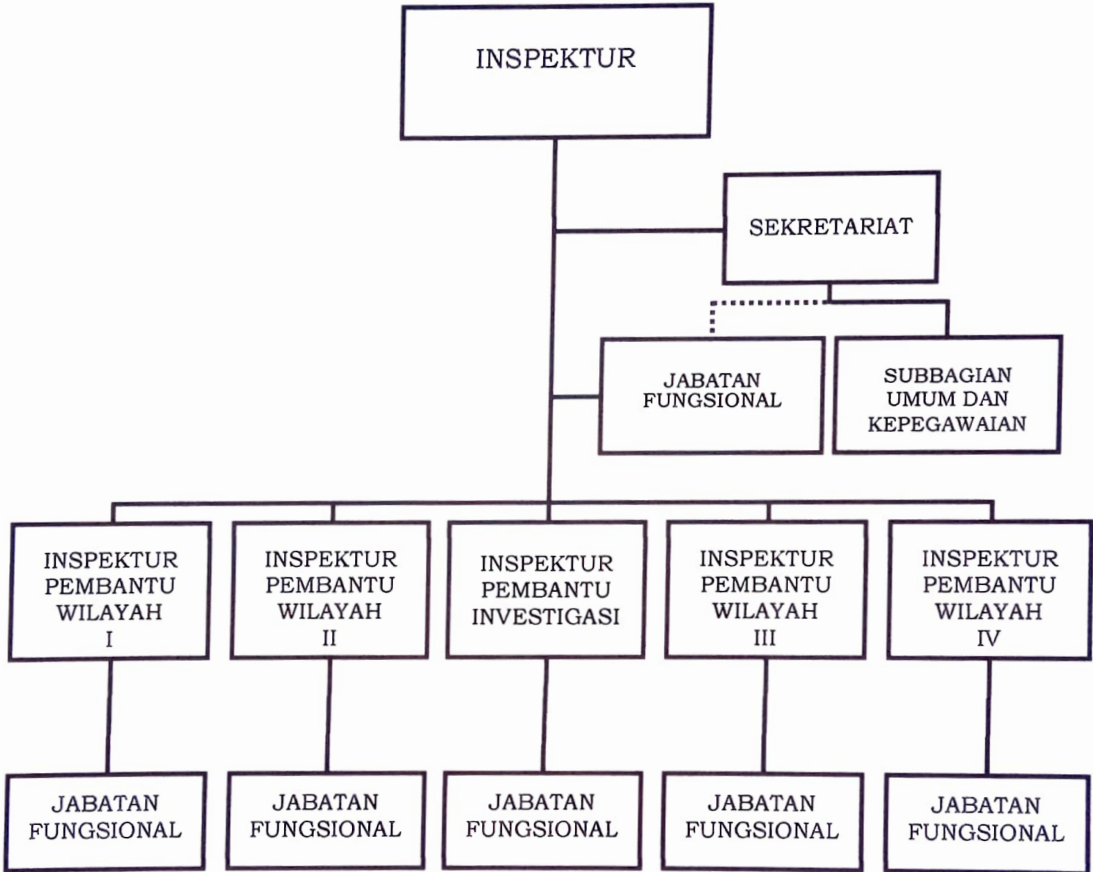 INSPEKTUR
SEKRETARIAT
JABATAN
FUNGSIONAL
SUBBAGIAN
UMUM DAN
KEPEGAWAIAN
INSPEKTUR
PEMBANTU
WILAYAH
I
INSPEKTUR
PEMBANTU
WILAYAH
II
INSPEKTUR
PEMBANTU
INVESTIGASI
INSPEKTUR
PEMBANTU
WILAYAH
III
INSPEKTUR
PEMBANTU
WILAYAH
IV
JABATAN
FUNGSIONAL
JABATAN
FUNGSIONAL
JABATAN
FUNGSIONAL
JABATAN
FUNGSIONAL
JABATAN
FUNGSIONAL